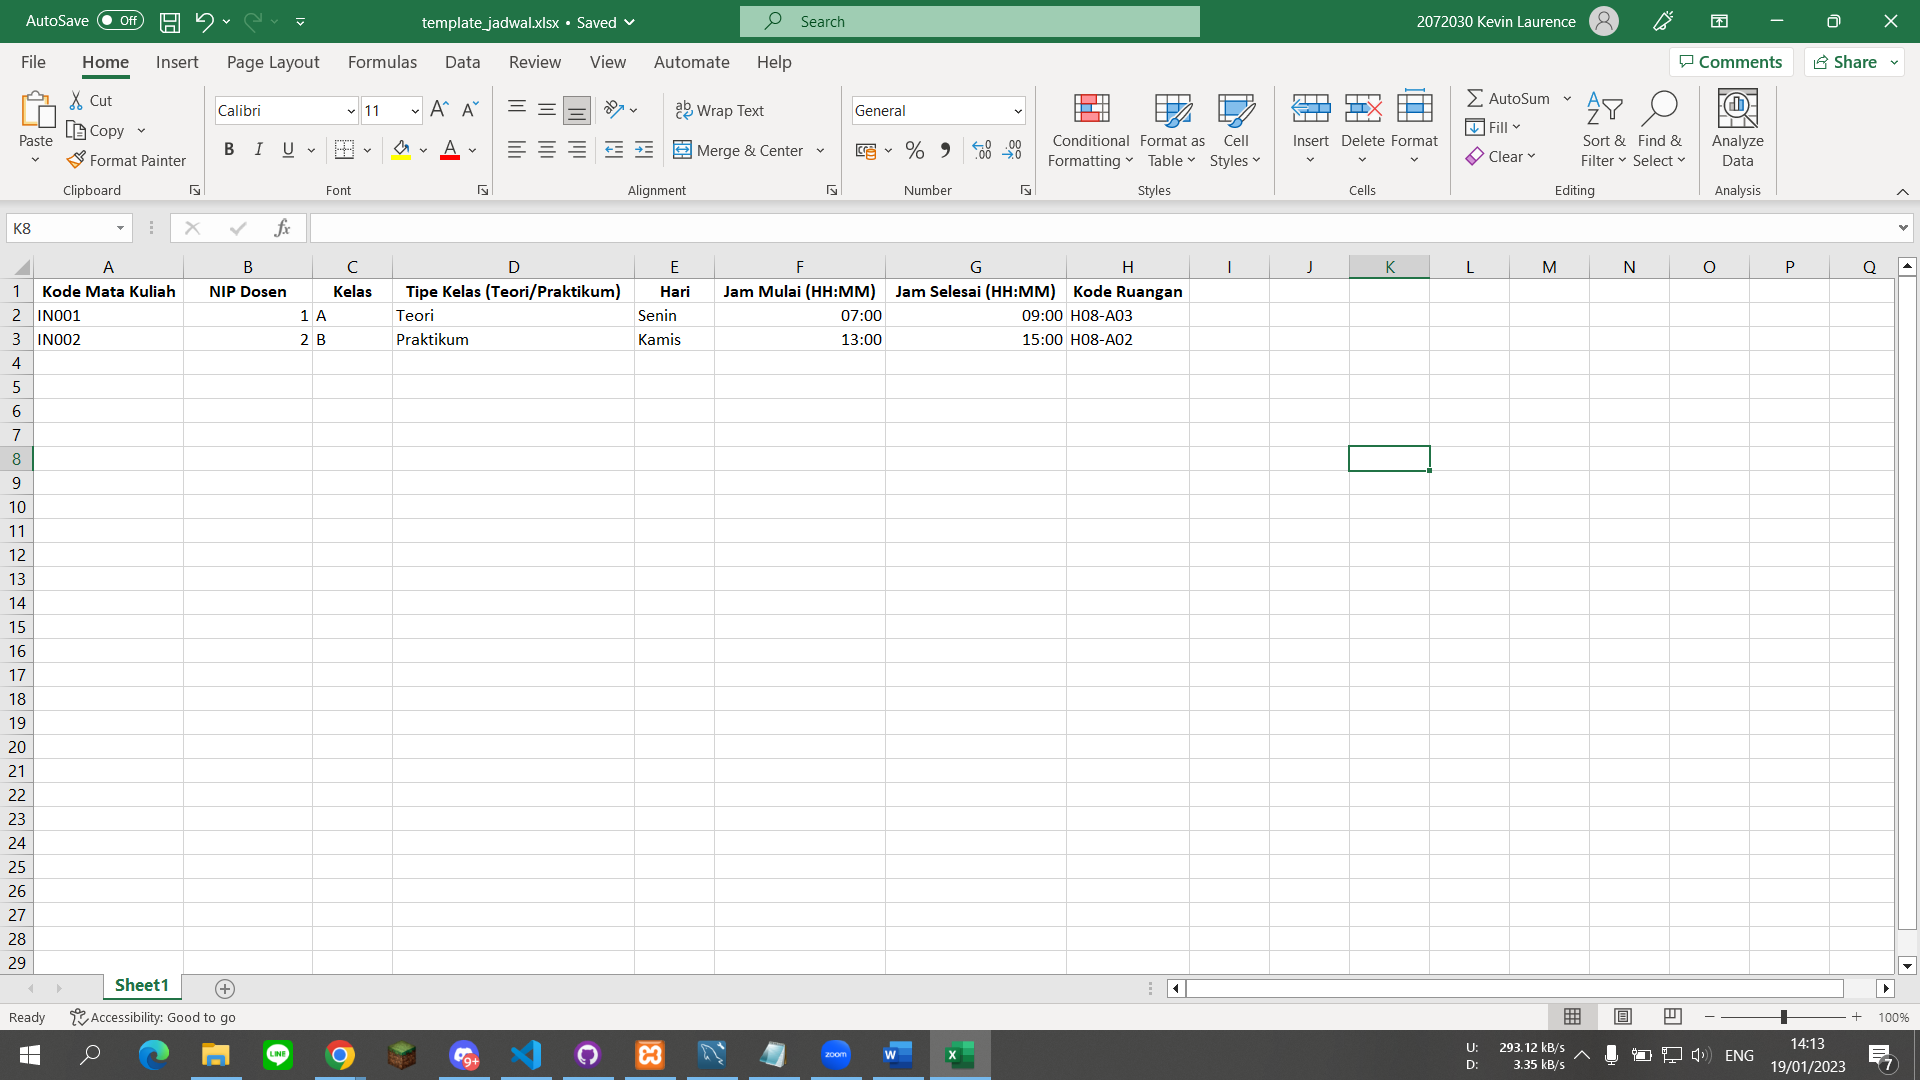 AutoSave Off template_jadwal.xlsx • Saved Search 2072030 Kevin Laurence
File Home Insert Page Layout Formulas Data Review View Automate Help Comments Share
Paste Cut Copy Format Painter Clipboard
Calibri 11 B I U A Font
ab Wrap Text Merge & Center Alignment
General % Number
Conditional Formatting Format as Table Cell Styles Styles
Insert Delete Format Cells
AutoSum Fill Clear Sort & Filter Find & Select Editing
Analyze Data Analysis
K8 fx
A B C D E F G H I J K L M N O P Q
1 Kode Mata Kuliah NIP Dosen Kelas Tipe Kelas (Teori/Praktikum) Hari Jam Mulai (HH:MM) Jam Selesai (HH:MM) Kode Ruangan
2 IN001 1 A Teori Senin 07:00 09:00 H08-A03
3 IN002 2 B Praktikum Kamis 13:00 15:00 H08-A02
4
5
6
7
8
9
10
11
12
13
14
15
16
17
18
19
20
21
22
23
24
25
26
27
28
29
Sheet1
Ready Accessibility: Good to go 100%
LINE 9+ zoom W X U: 293.12 kB/s ENG 14:13
D: 3.35 kB/s 19/01/2023 7